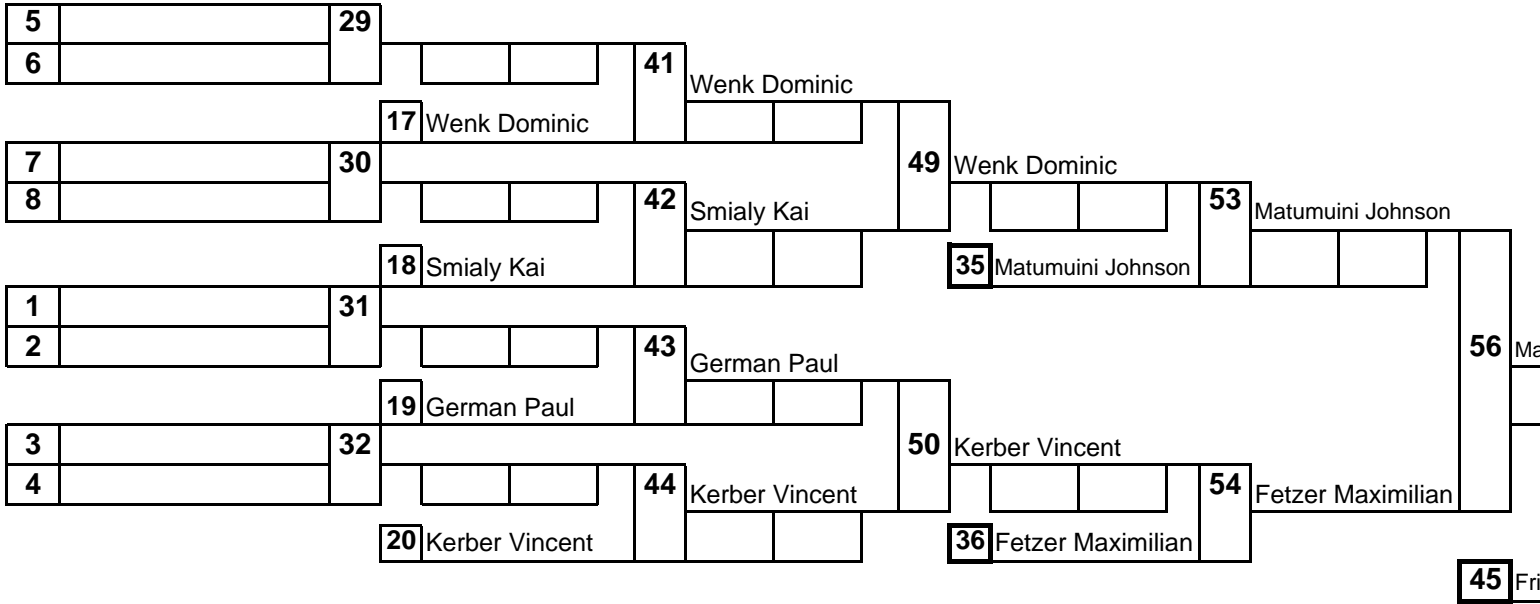 5 29
6 41
Wenk Dominic
17 Wenk Dominic
7 30 49 Wenk Dominic
8 42 Smialy Kai 53 Matumuini Johnson
18 Smialy Kai 35 Matumuini Johnson
1 31
2 43 German Paul 56 Ma
19 German Paul
3 32 50 Kerber Vincent
4 44 Kerber Vincent 54 Fetzer Maximilian
20 Kerber Vincent 36 Fetzer Maximilian
45 Fri